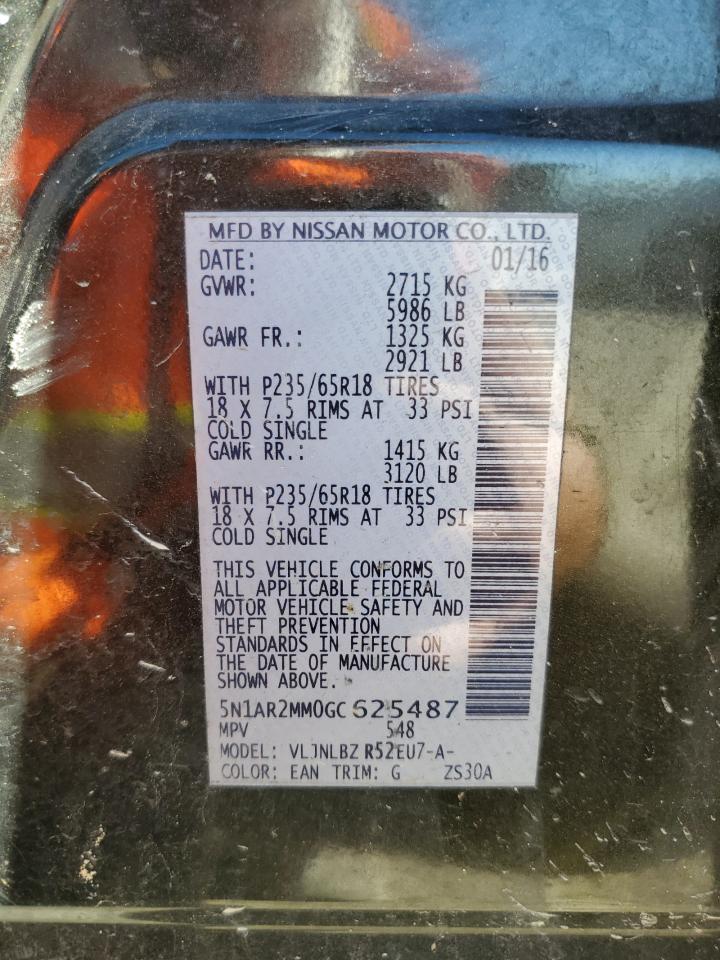 MFD BY NISSAN MOTOR CO., LTD.
DATE: 01/16
GVWR: 2715 KG
5986 LB
GAWR FR.: 1325 KG
2921 LB
WITH P235/65R18 TIRES
18 X 7.5 RIMS AT 33 PSI
COLD SINGLE
GAWR RR.: 1415 KG
3120 LB
WITH P235/65R18 TIRES
18 X 7.5 RIMS AT 33 PSI
COLD SINGLE
THIS VEHICLE CONFORMS TO
ALL APPLICABLE FEDERAL
MOTOR VEHICLE SAFETY AND
THEFT PREVENTION
STANDARDS IN EFFECT ON
THE DATE OF MANUFACTURE
SHOWN ABOVE.
5N1AR2MM0GC625487
MPV 548
MODEL: VLJNLBZ R52EU7-A-
COLOR: EAN TRIM: G ZS30A